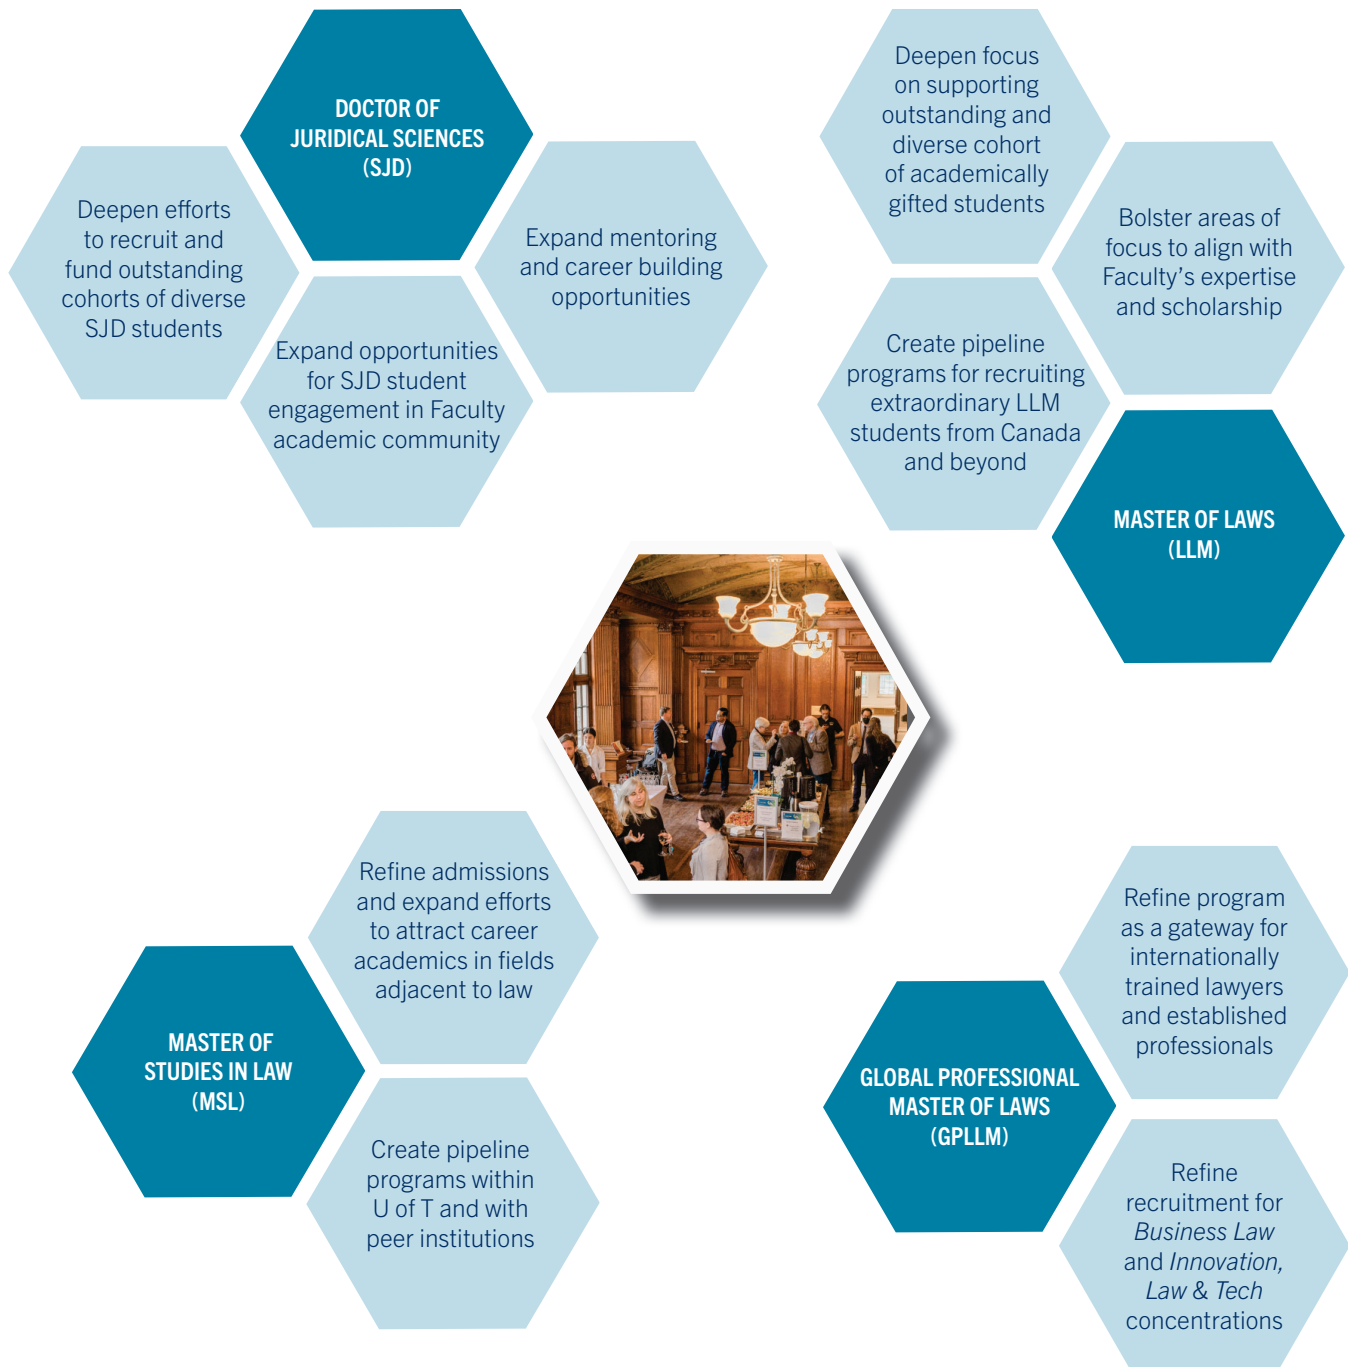 DOCTOR OF
JURIDICAL SCIENCES
(SJD)
Deepen efforts
to recruit and
fund outstanding
cohorts of diverse
SJD students
Expand opportunities
for SJD student
engagement in Faculty
academic community
Expand mentoring
and career building
opportunities
Deepen focus
on supporting
outstanding and
diverse cohort
of academically
gifted students
Bolster areas of
focus to align with
Faculty’s expertise
and scholarship
Create pipeline
programs for recruiting
extraordinary LLM
students from Canada
and beyond
MASTER OF LAWS
(LLM)
Refine admissions
and expand efforts
to attract career
academics in fields
adjacent to law
MASTER OF
STUDIES IN LAW
(MSL)
Create pipeline
programs within
U of T and with
peer institutions
Refine program
as a gateway for
internationally
trained lawyers
and established
professionals
GLOBAL PROFESSIONAL
MASTER OF LAWS
(GPLLM)
Refine
recruitment for
Business Law
and Innovation,
Law & Tech
concentrations